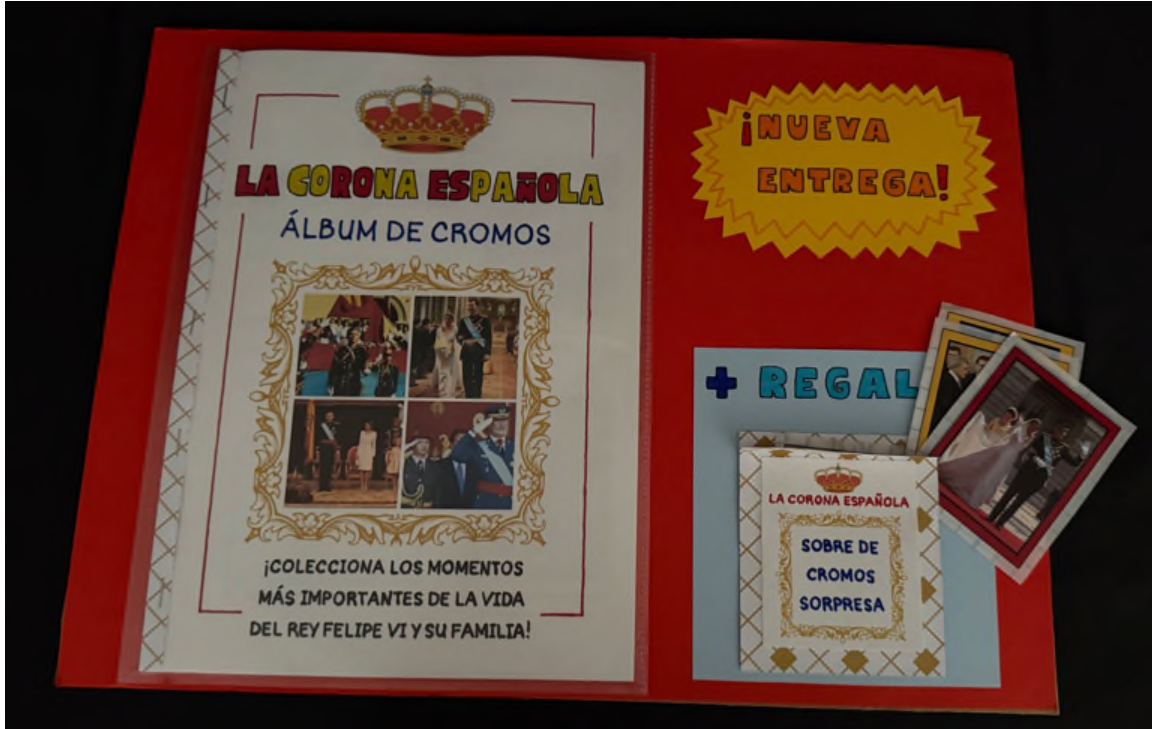 LA CORONA ESPAÑOLA
ÁLBUM DE CROMOS
¡COLECCIONA LOS MOMENTOS
MÁS IMPORTANTES DE LA VIDA
DEL REY FELIPE VI Y SU FAMILIA!
¡NUEVA
ENTREGA!
+ REGAL
LA CORONA ESPAÑOLA
SOBRE DE
CROMOS
SORPRESA